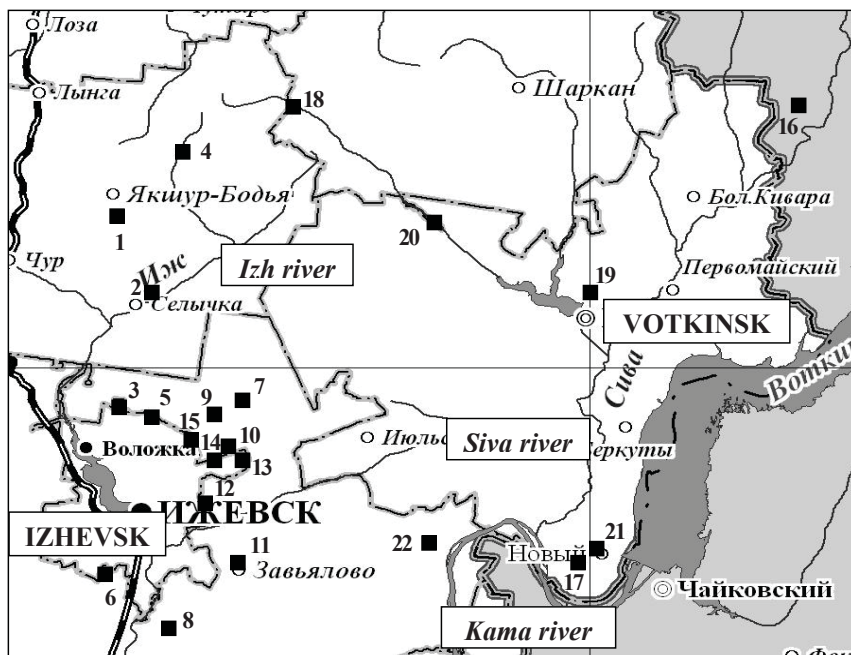 Лоза
Лынга
18
Шаркан
16
4
Якшур-Бодья
Бол.Кивара
1
20
Чур
Иж
Izh river
Первомайский
19
2
Селычка
VOTKINSK
Сива
3
5
9
7
15
10
Июльс
Siva river
Воложка
14
13
12
ИЖЕВСК
IZHEVSK
11
22
21
Новый
Завьялово
17
6
Чайковский
8
Kama river